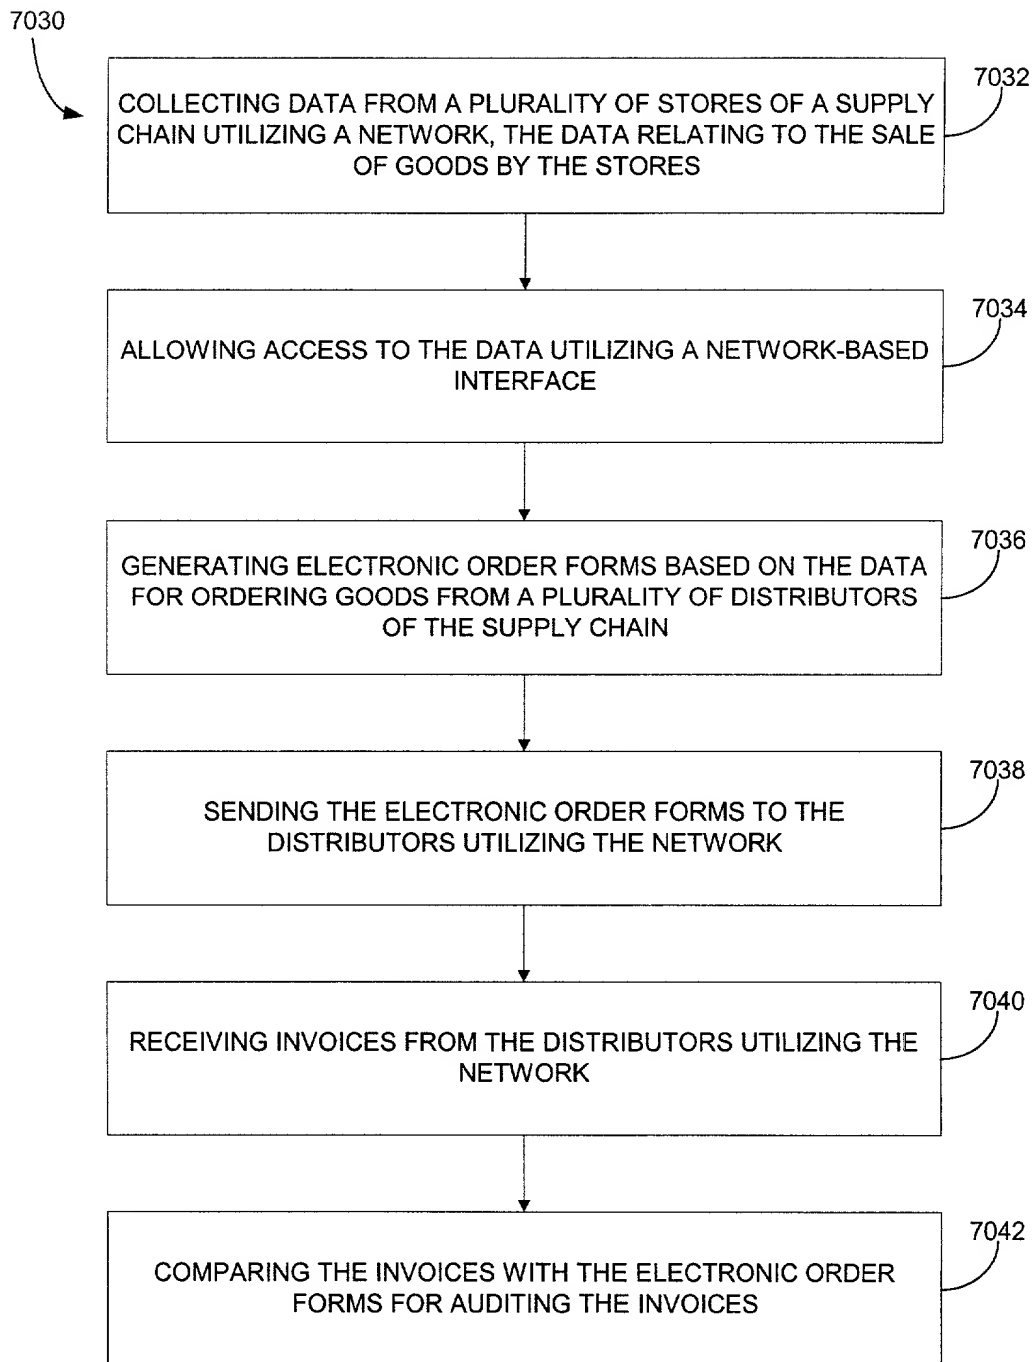 7030
7032
COLLECTING DATA FROM A PLURALITY OF STORES OF A SUPPLY
CHAIN UTILIZING A NETWORK, THE DATA RELATING TO THE SALE
OF GOODS BY THE STORES
7034
ALLOWING ACCESS TO THE DATA UTILIZING A NETWORK-BASED
INTERFACE
7036
GENERATING ELECTRONIC ORDER FORMS BASED ON THE DATA
FOR ORDERING GOODS FROM A PLURALITY OF DISTRIBUTORS
OF THE SUPPLY CHAIN
7038
SENDING THE ELECTRONIC ORDER FORMS TO THE
DISTRIBUTORS UTILIZING THE NETWORK
7040
RECEIVING INVOICES FROM THE DISTRIBUTORS UTILIZING THE
NETWORK
7042
COMPARING THE INVOICES WITH THE ELECTRONIC ORDER
FORMS FOR AUDITING THE INVOICES